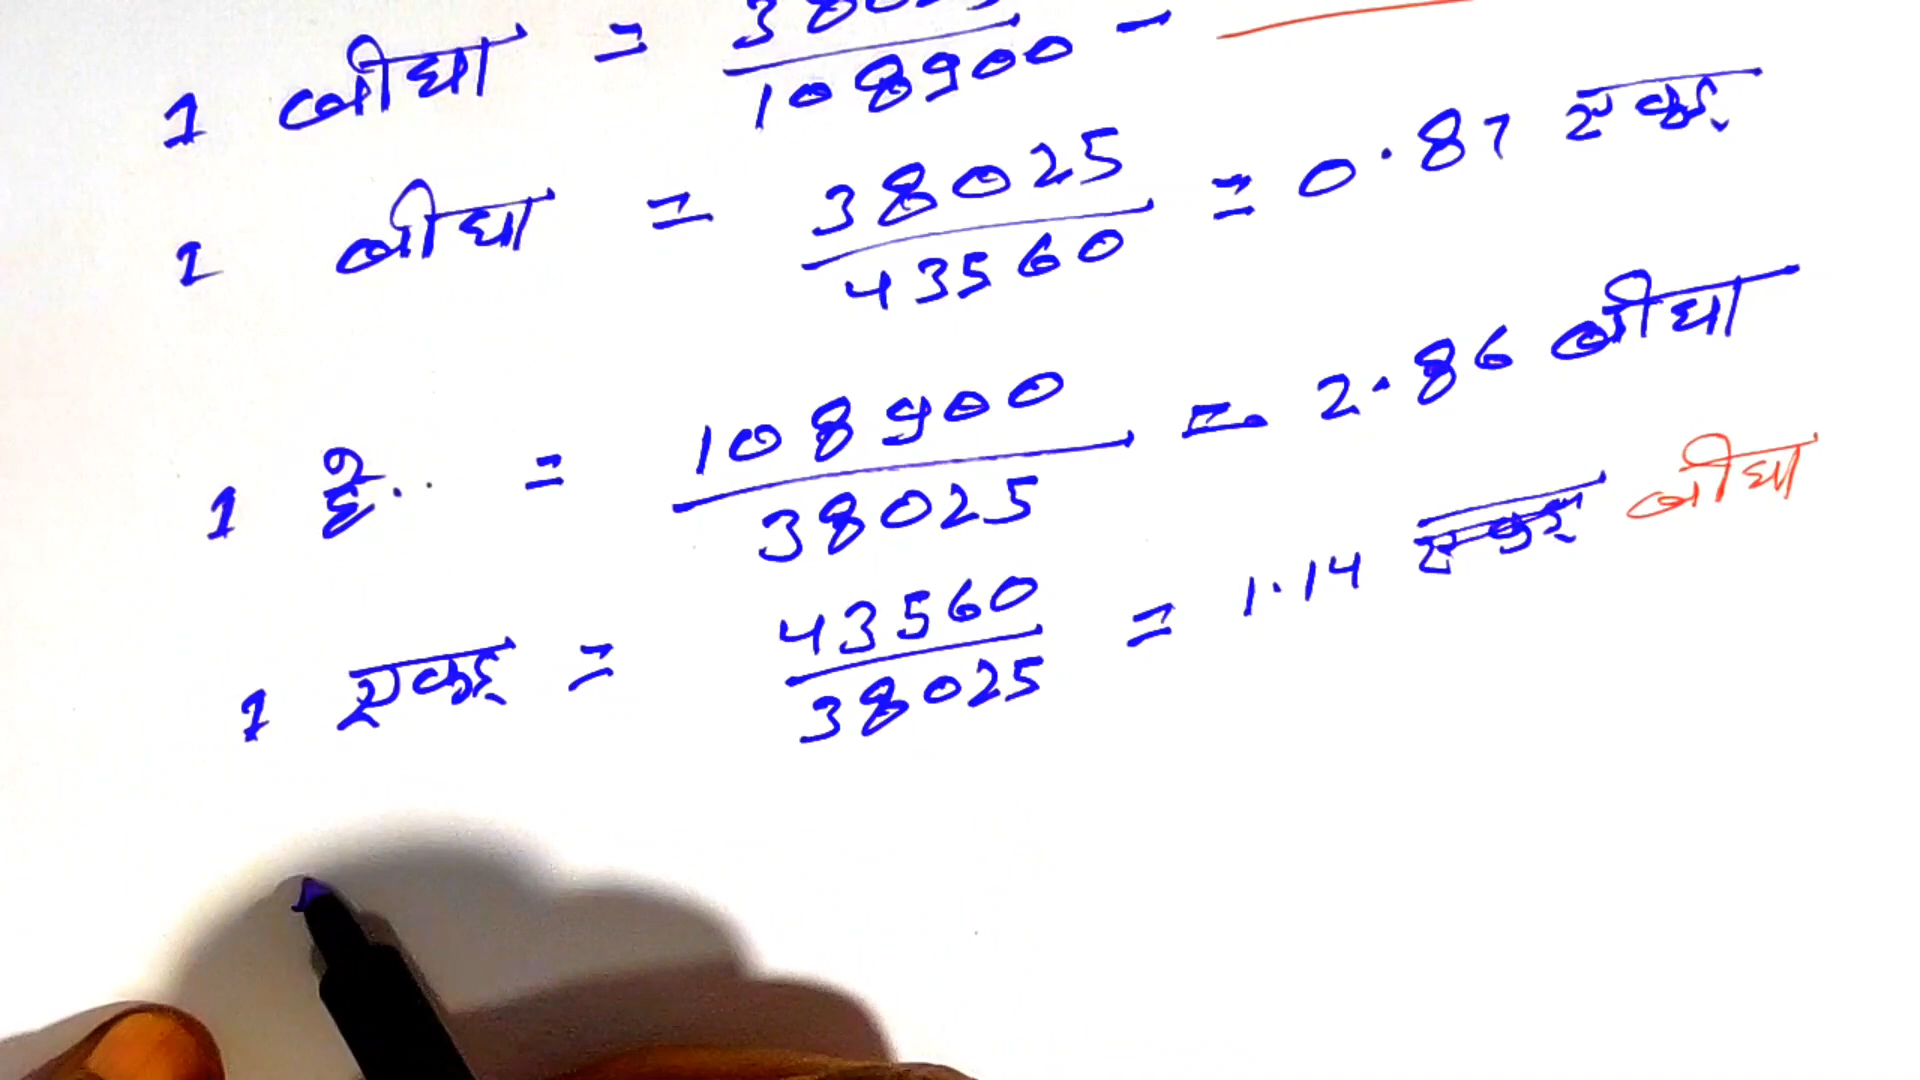 1 बीघा = 38025/108900 -
1 बीघा = 38025/43560 = 0.87 एकड़
1 हे. = 108900/38025 = 2.86 बीघा
1 एकड़ = 43560/38025 = 1.14 एकड़ बीघा